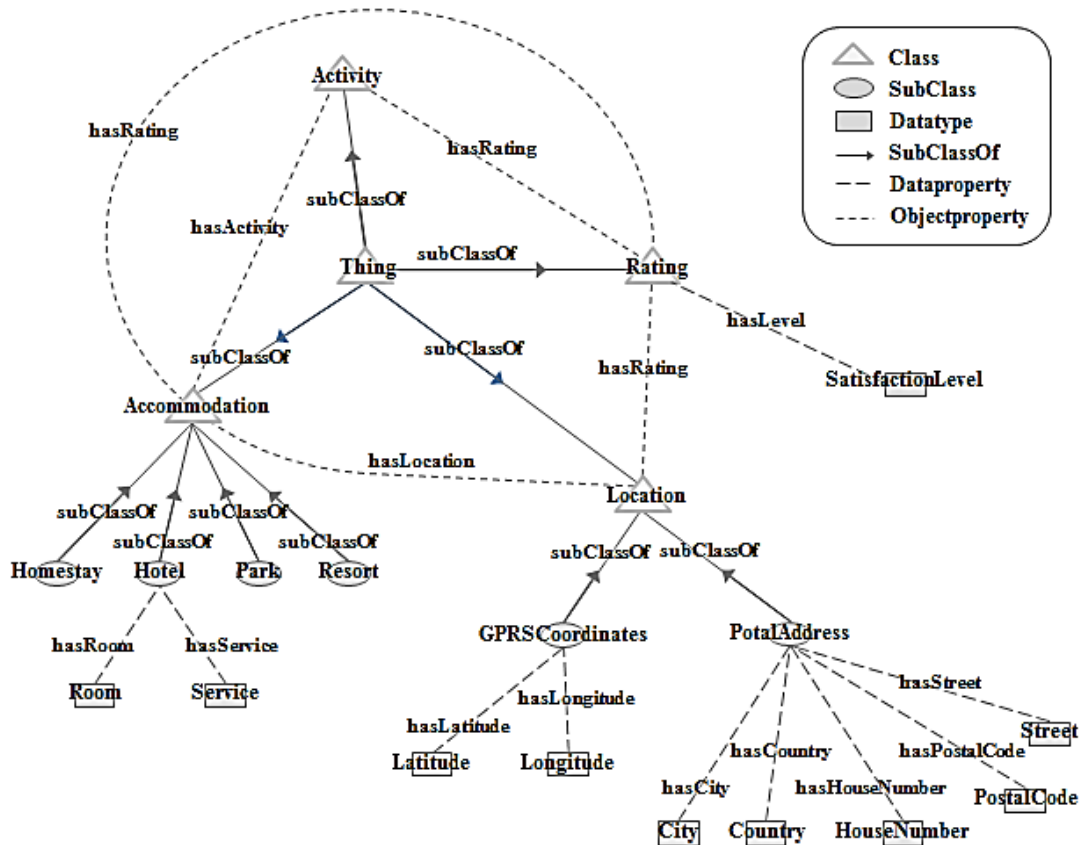 Activity
Class
SubClass
Datatype
SubClassOf
Dataproperty
Objectproperty
hasRating
hasRating
subClassOf
hasActivity
subClassOf
Thing
Rating
hasLevel
subClassOf
subClassOf
hasRating
SatisfactionLevel
Accommodation
hasLocation
Location
subClassOf
subClassOf
subClassOf
subClassOf
subClassOf
subClassOf
Homestay
Hotel
Park
Resort
GPRSCoordinates
PotalAddress
hasRoom
hasService
hasStreet
Room
Service
hasLongitude
hasLatitude
Street
hasCountry
hasPostalCode
Latitude
Longitude
hasCity
hasHouseNumber
PostalCode
City
Country
HouseNumber